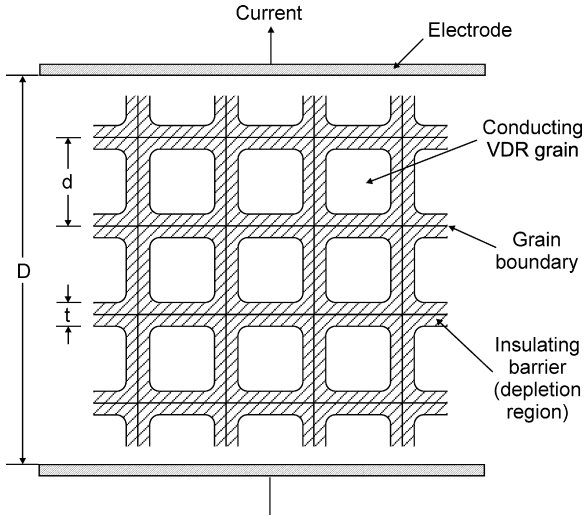 Current
Electrode
Conducting
VDR grain
d
Grain
boundary
D
t
Insulating
barrier
(depletion
region)